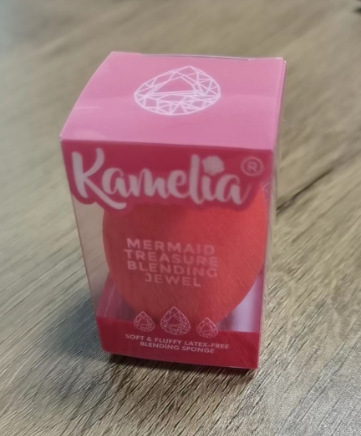 Kamelia®
MERMAID
TREASURE
BLENDING
JEWEL
SOFT & FLUFFY LATEX-FREE
BLENDING SPONGE